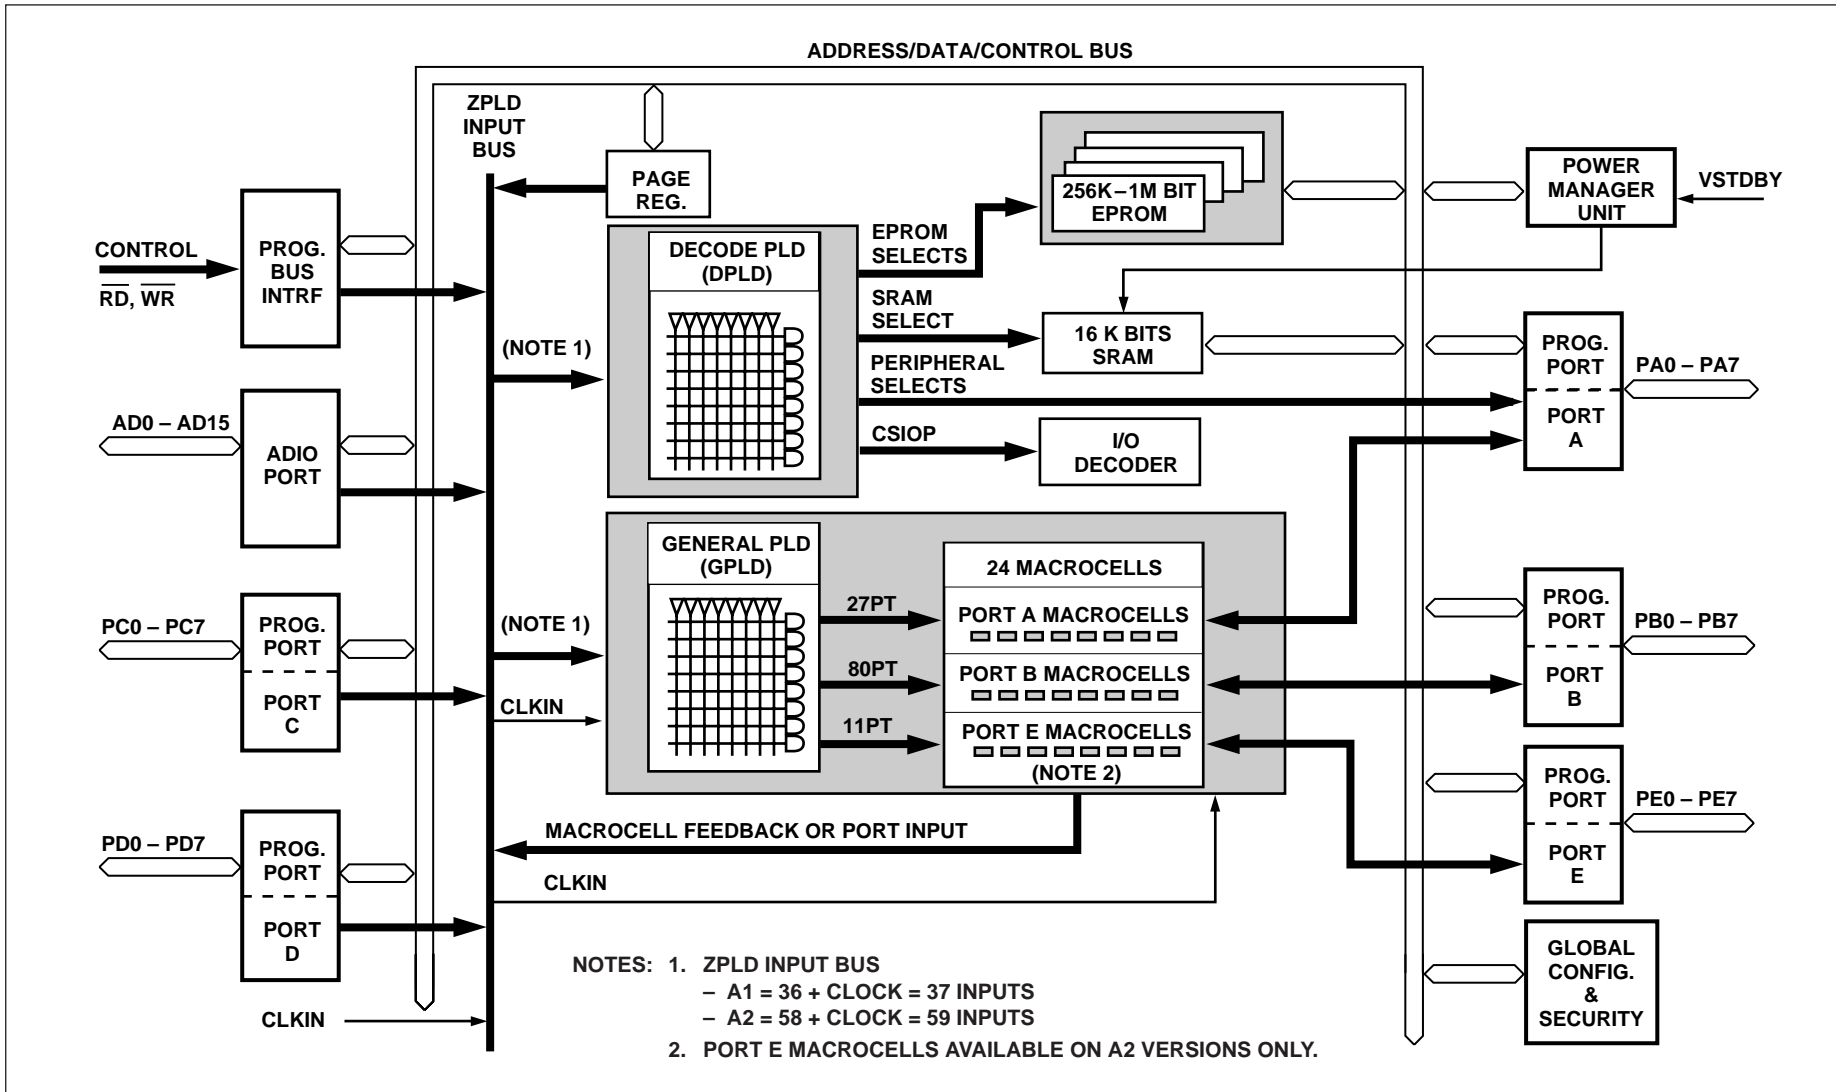 ADDRESS/DATA/CONTROL BUS
ZPLD
INPUT
BUS
PAGE
REG.
256K–1M BIT
EPROM
POWER
MANAGER
UNIT
VSTDBY
CONTROL
RD, WR
PROG.
BUS
INTRF
DECODE PLD
(DPLD)
EPROM
SELECTS
SRAM
SELECT
16 K BITS
SRAM
PERIPHERAL
SELECTS
CSIOP
I/O
DECODER
(NOTE 1)
PROG.
PORT
PORT
A
PA0 – PA7
AD0 – AD15
ADIO
PORT
GENERAL PLD
(GPLD)
24 MACROCELLS
27PT
PORT A MACROCELLS
80PT
PORT B MACROCELLS
11PT
PORT E MACROCELLS
(NOTE 2)
(NOTE 1)
CLKIN
PC0 – PC7
PROG.
PORT
PORT
C
PROG.
PORT
PORT
B
PB0 – PB7
PROG.
PORT
PORT
E
PE0 – PE7
PD0 – PD7
PROG.
PORT
PORT
D
MACROCELL FEEDBACK OR PORT INPUT
CLKIN
CLKIN
GLOBAL
CONFIG.
&
SECURITY
NOTES: 1. ZPLD INPUT BUS
– A1 = 36 + CLOCK = 37 INPUTS
– A2 = 58 + CLOCK = 59 INPUTS
2. PORT E MACROCELLS AVAILABLE ON A2 VERSIONS ONLY.